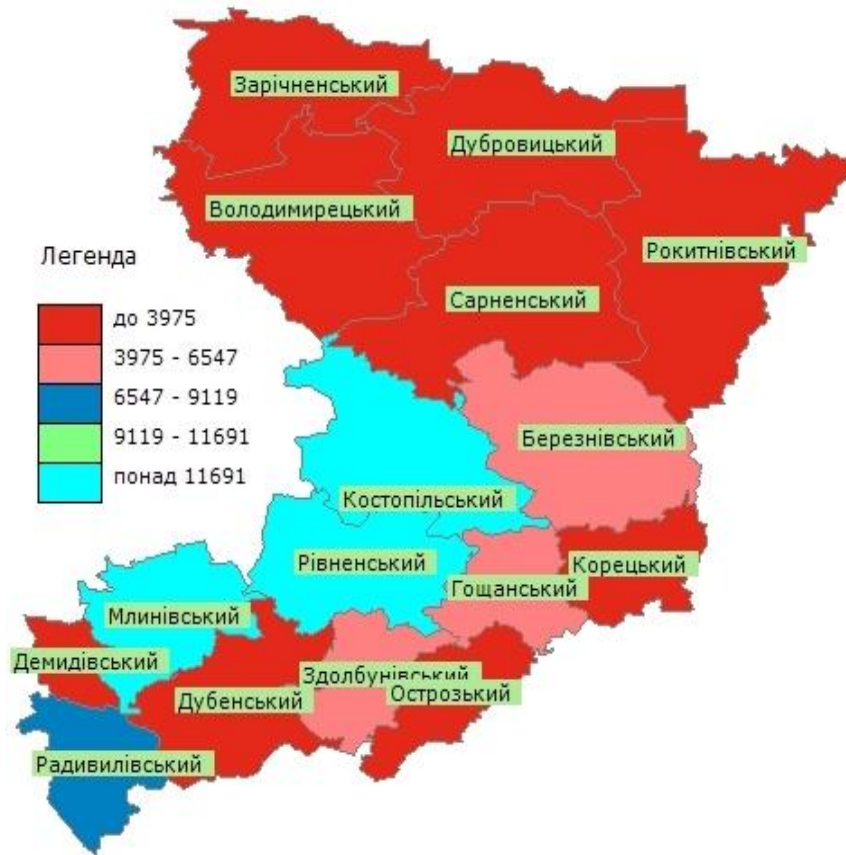 Зарічненський
Дубровицький
Володимирецький
Рокитнівський
Сарненський
Легенда
до 3975
3975 - 6547
6547 - 9119
9119 - 11691
понад 11691
Березнівський
Костопільський
Рівненський
Корецький
Гощанський
Млинівський
Демидівський
Здолбунівський
Острозький
Дубенський
Радивилівський